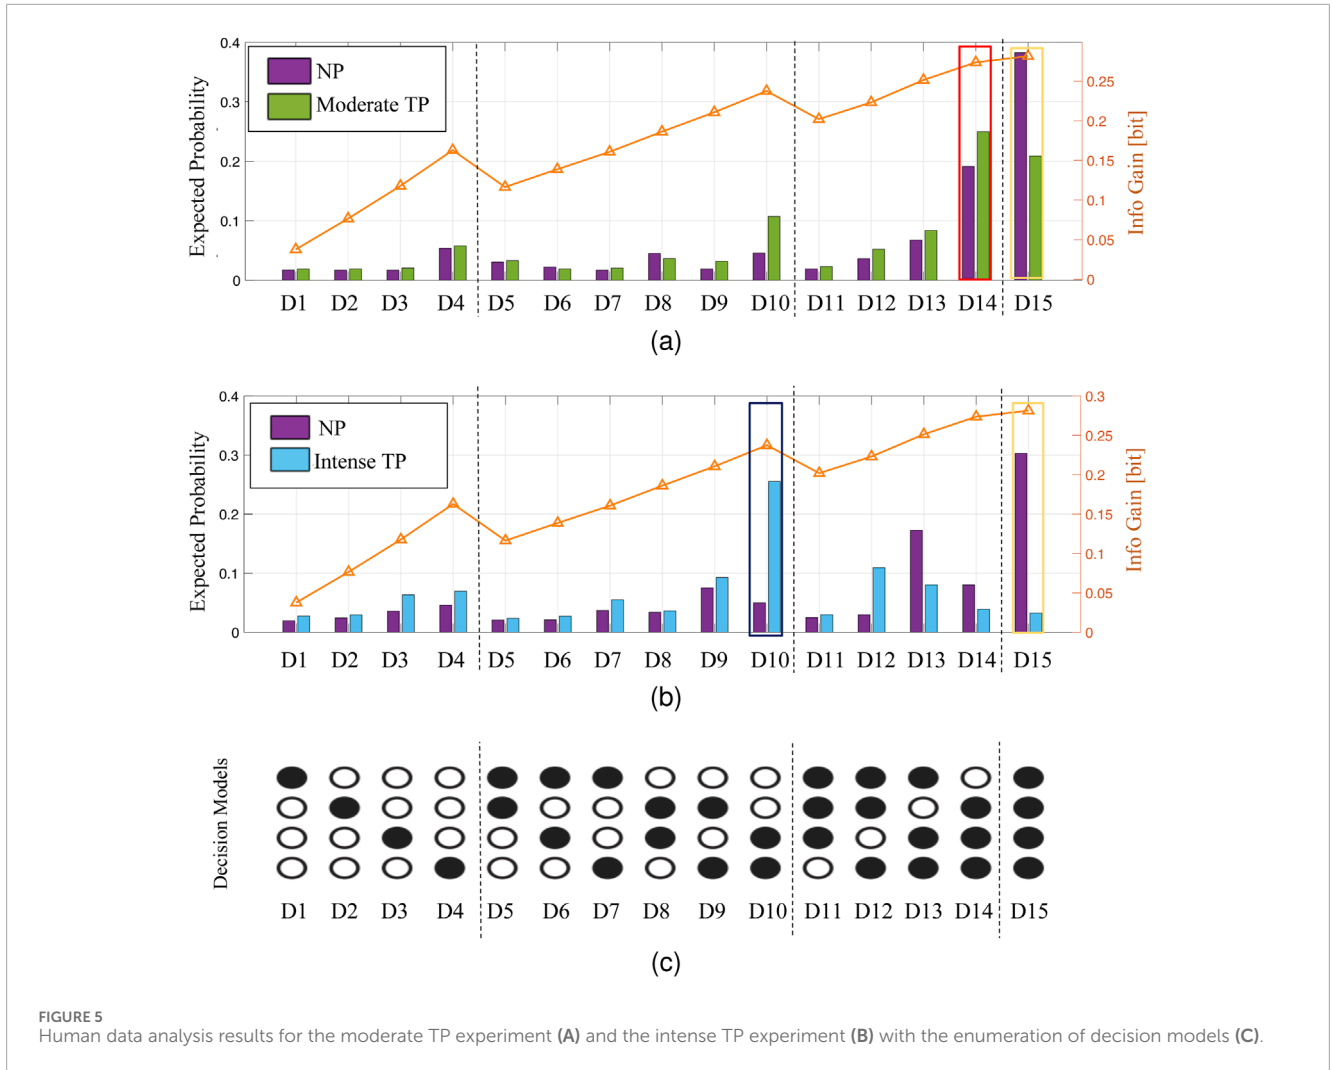 0.4
0.3
0.2
0.1
0
Expected Probability
NP
Moderate TP
0.25
0.2
0.15
0.1
0.05
0
Info Gain [bit]
D1 D2 D3 D4 D5 D6 D7 D8 D9 D10 D11 D12 D13 D14 D15
(a)
0.4
0.3
0.2
0.1
0
Expected Probability
NP
Intense TP
0.3
0.25
0.2
0.15
0.1
0.05
0
Info Gain [bit]
D1 D2 D3 D4 D5 D6 D7 D8 D9 D10 D11 D12 D13 D14 D15
(b)
Decision Models
D1 D2 D3 D4 D5 D6 D7 D8 D9 D10 D11 D12 D13 D14 D15
(c)
FIGURE 5
Human data analysis results for the moderate TP experiment (A) and the intense TP experiment (B) with the enumeration of decision models (C).